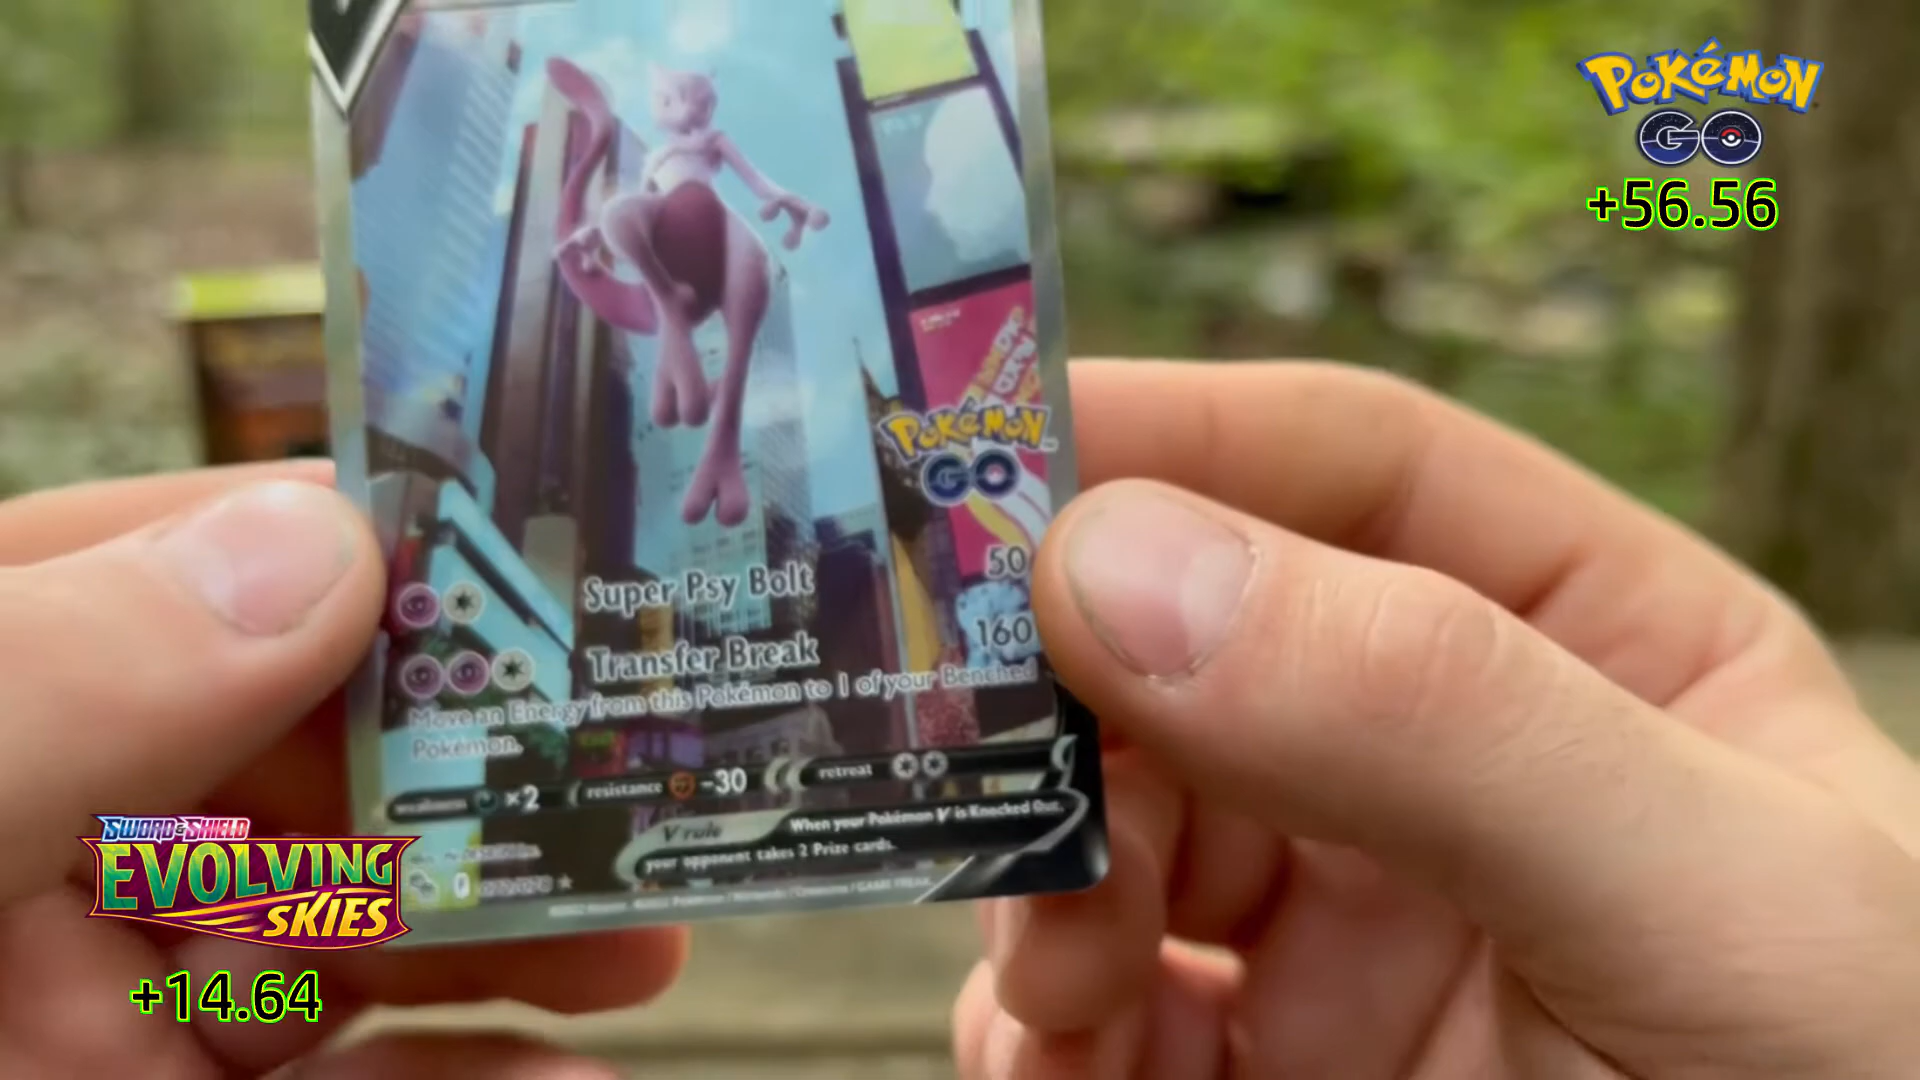 POKéMON
GO
+56.56
POKéMON
GO
Super Psy Bolt 50
Transfer Break 160
Move an Energy from this Pokémon to 1 of your Benched
Pokémon.
weakness ×2 resistance -30 retreat
V rule When your Pokémon V is Knocked Out,
your opponent takes 2 Prize cards.
SWORD & SHIELD
EVOLVING
SKIES
+14.64